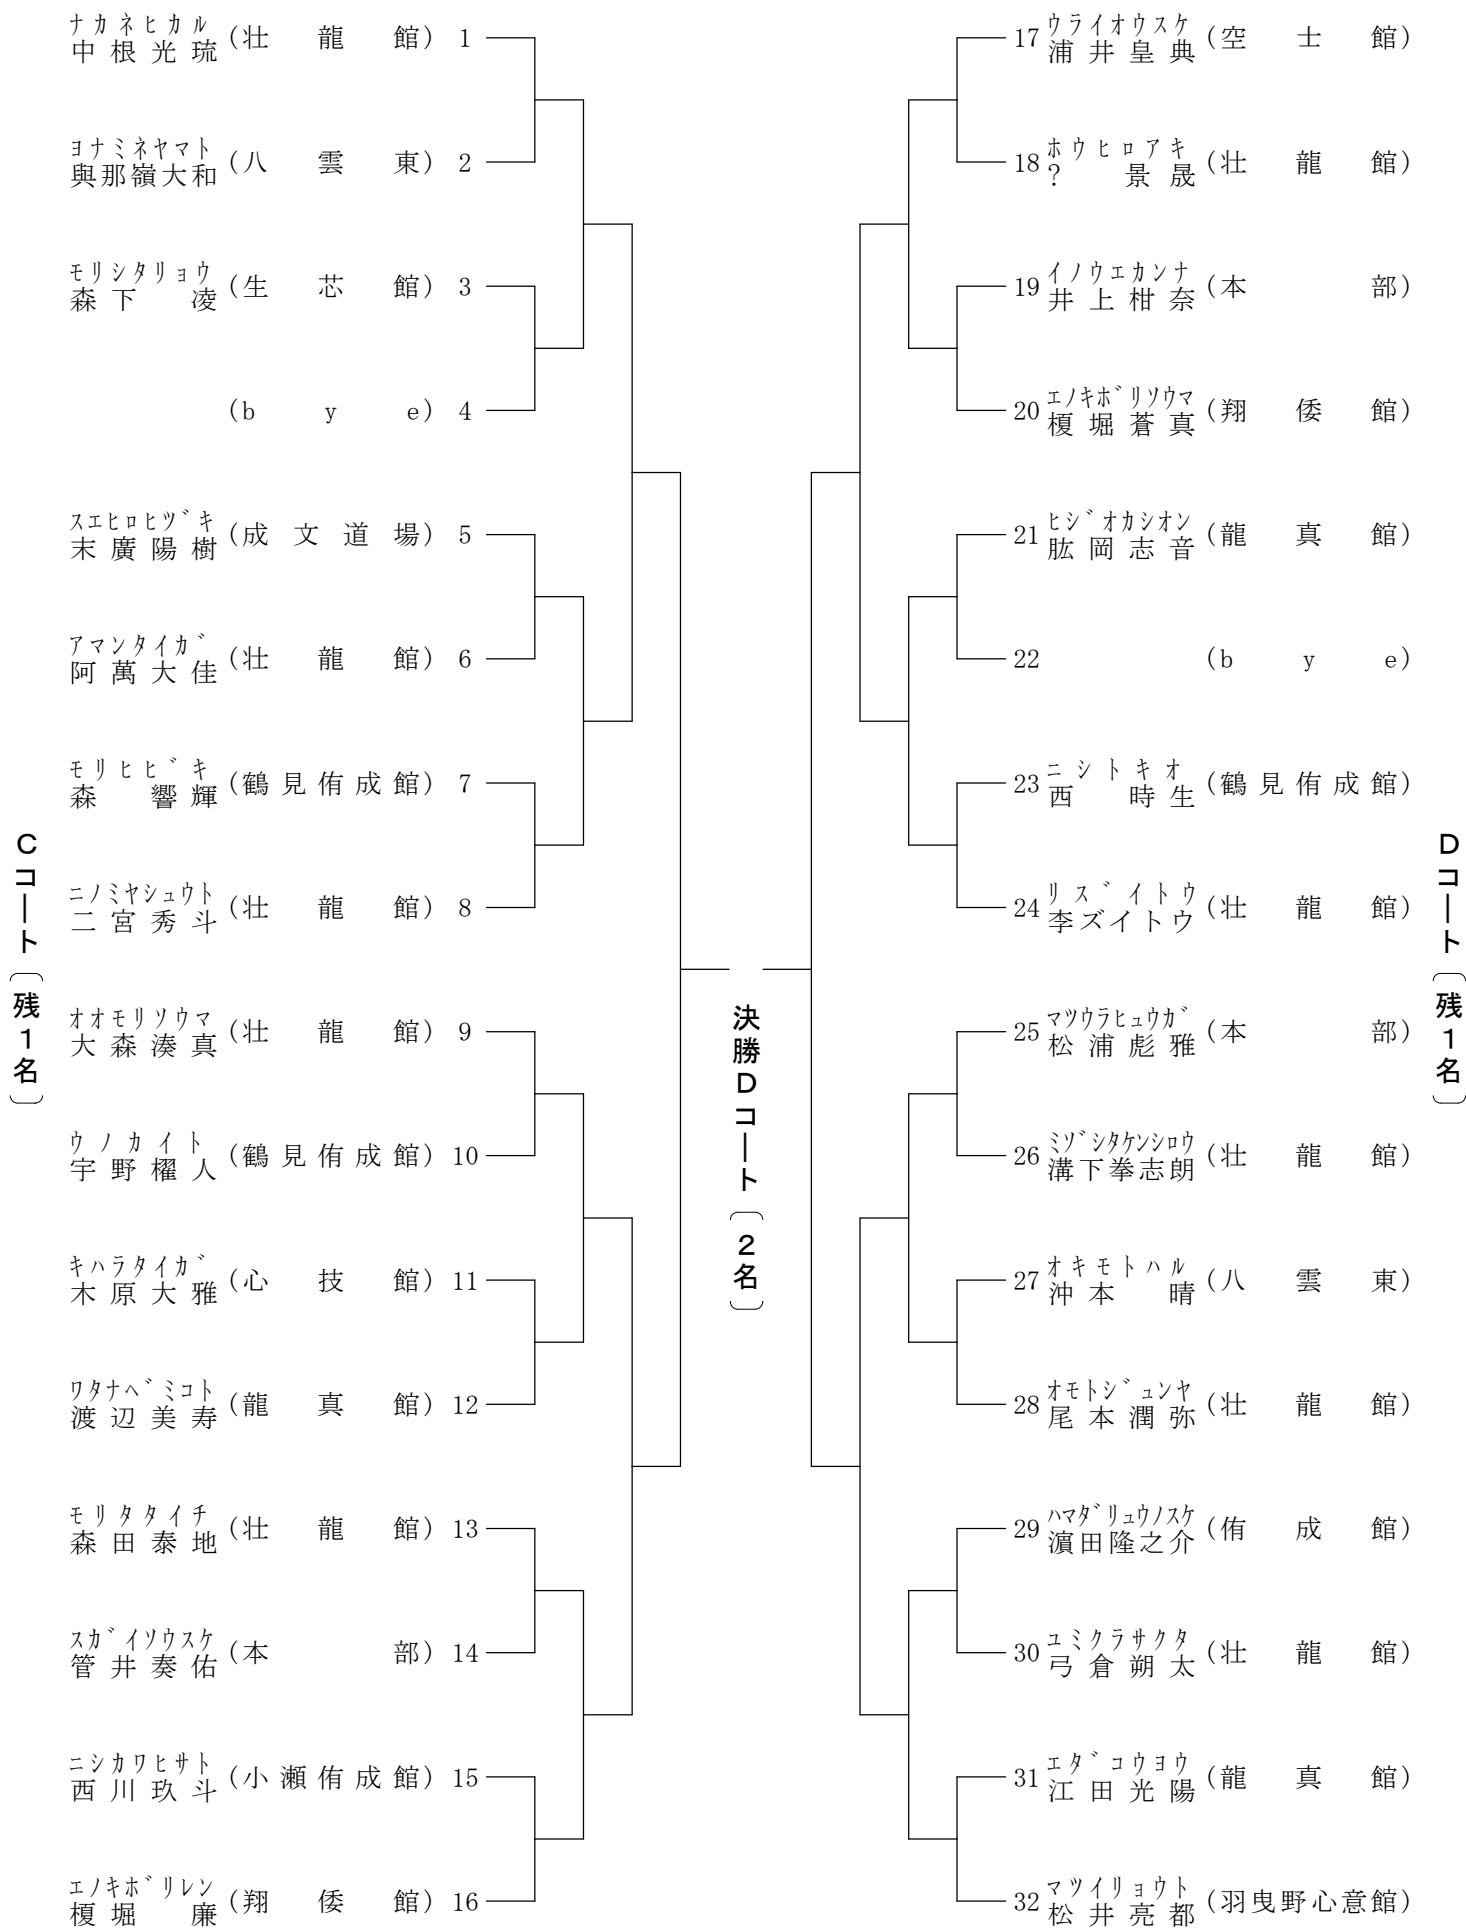 ナカネヒカル
中根光琉 (壮龍館) 1
ヨナミネヤマト
與那嶺大和 (八雲東) 2
モリシタリョウ
森下 凌 (生芯館) 3
(bye) 4
スエヒロヒヅキ
末廣陽樹 (成文道場) 5
アマンタイガ
阿萬大佳 (壮龍館) 6
モリヒビキ
森 響輝 (鶴見侑成館) 7
ニノミヤシュウト
二宮秀斗 (壮龍館) 8
オオモリソウマ
大森湊真 (壮龍館) 9
ウノカイト
宇野櫂人 (鶴見侑成館) 10
キハラタイガ
木原大雅 (心技館) 11
ワタナベミコト
渡辺美寿 (龍真館) 12
モリタタイチ
森田泰地 (壮龍館) 13
スガイソウスケ
管井奏佑 (本部) 14
ニシカワヒサト
西川玖斗 (小瀬侑成館) 15
エノキボリレン
榎堀 廉 (翔倭館) 16
Cコート〔残1名〕
決勝Dコート〔2名〕
ウライオウスケ
17 浦井皇典 (空士館)
ホウヒロアキ
18 ? 景晟 (壮龍館)
イノウエカンナ
19 井上柑奈 (本部)
エノキボリソウマ
20 榎堀蒼真 (翔倭館)
ヒジオカシオン
21 肱岡志音 (龍真館)
22 (bye)
ニシトキオ
23 西 時生 (鶴見侑成館)
リズイトウ
24 李ズイトウ (壮龍館)
マツウラヒュウガ
25 松浦彪雅 (本部)
ミゾシタケンシロウ
26 溝下拳志朗 (壮龍館)
オキモトハル
27 沖本 晴 (八雲東)
オモトジュンヤ
28 尾本潤弥 (壮龍館)
ハマダリュウノスケ
29 濵田隆之介 (侑成館)
ユミクラサクタ
30 弓倉朔太 (壮龍館)
エダコウヨウ
31 江田光陽 (龍真館)
マツイリョウト
32 松井亮都 (羽曳野心意館)
Dコート〔残1名〕